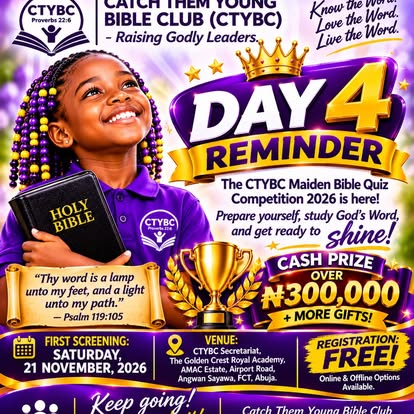 CTYBC
Proverbs 22:6
CATCH THEM YOUNG
BIBLE CLUB (CTYBC)
– Raising Godly Leaders.
Know the Word.
Love the Word.
Live the Word.
DAY 4
REMINDER
The CTYBC Maiden Bible Quiz
Competition 2026 is here!
Prepare yourself, study God's Word,
and get ready to shine!
HOLY
BIBLE
CTYBC
Proverbs 22:6
"Thy word is a lamp
unto my feet, and a light
unto my path."
— Psalm 119:105
CASH PRIZE
OVER
₦300,000
+ MORE GIFTS!
FIRST SCREENING:
SATURDAY,
21 NOVEMBER, 2026
VENUE:
CTYBC Secretariat,
The Golden Crest Royal Academy,
AMAC Estate, Airport Road,
Angwan Sayawa, FCT, Abuja.
REGISTRATION:
FREE!
Online & Offline Options
Available.
Keep going!
Catch Them Young Bible Club